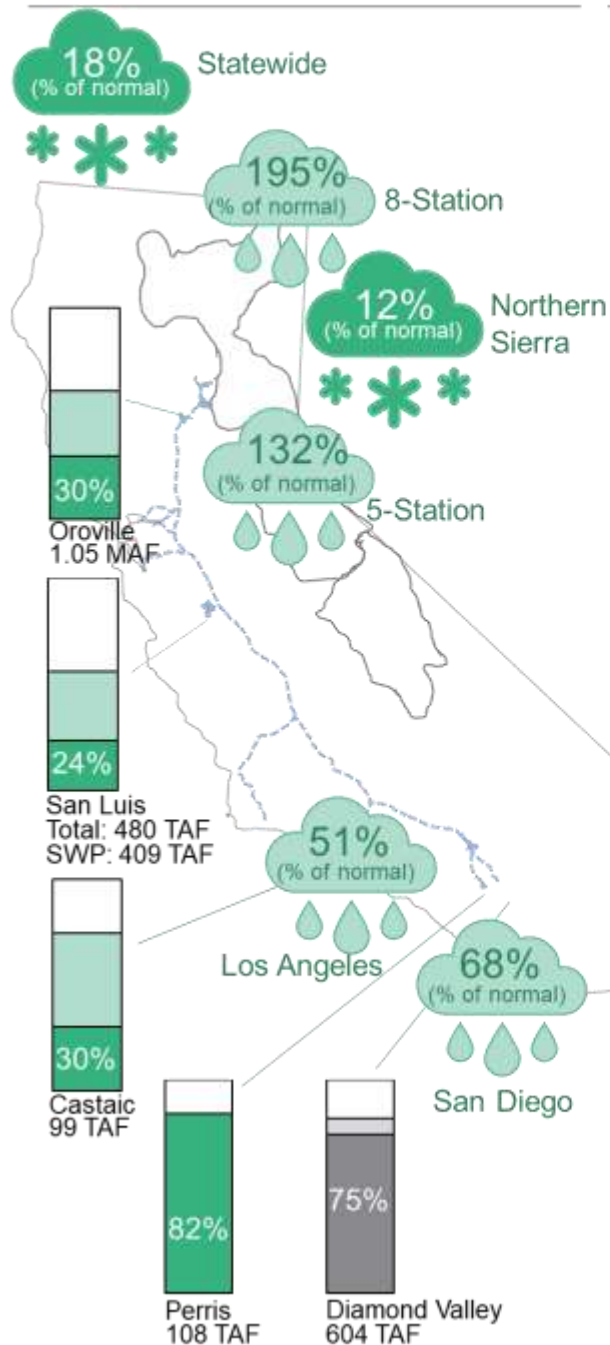 18%
(% of normal)
Statewide
195%
(% of normal)
8-Station
12%
(% of normal)
Northern
Sierra
132%
(% of normal)
5-Station
30%
Oroville
1.05 MAF
24%
San Luis
Total: 480 TAF
SWP: 409 TAF
51%
(% of normal)
Los Angeles
68%
(% of normal)
San Diego
30%
Castaic
99 TAF
82%
Perris
108 TAF
75%
Diamond Valley
604 TAF